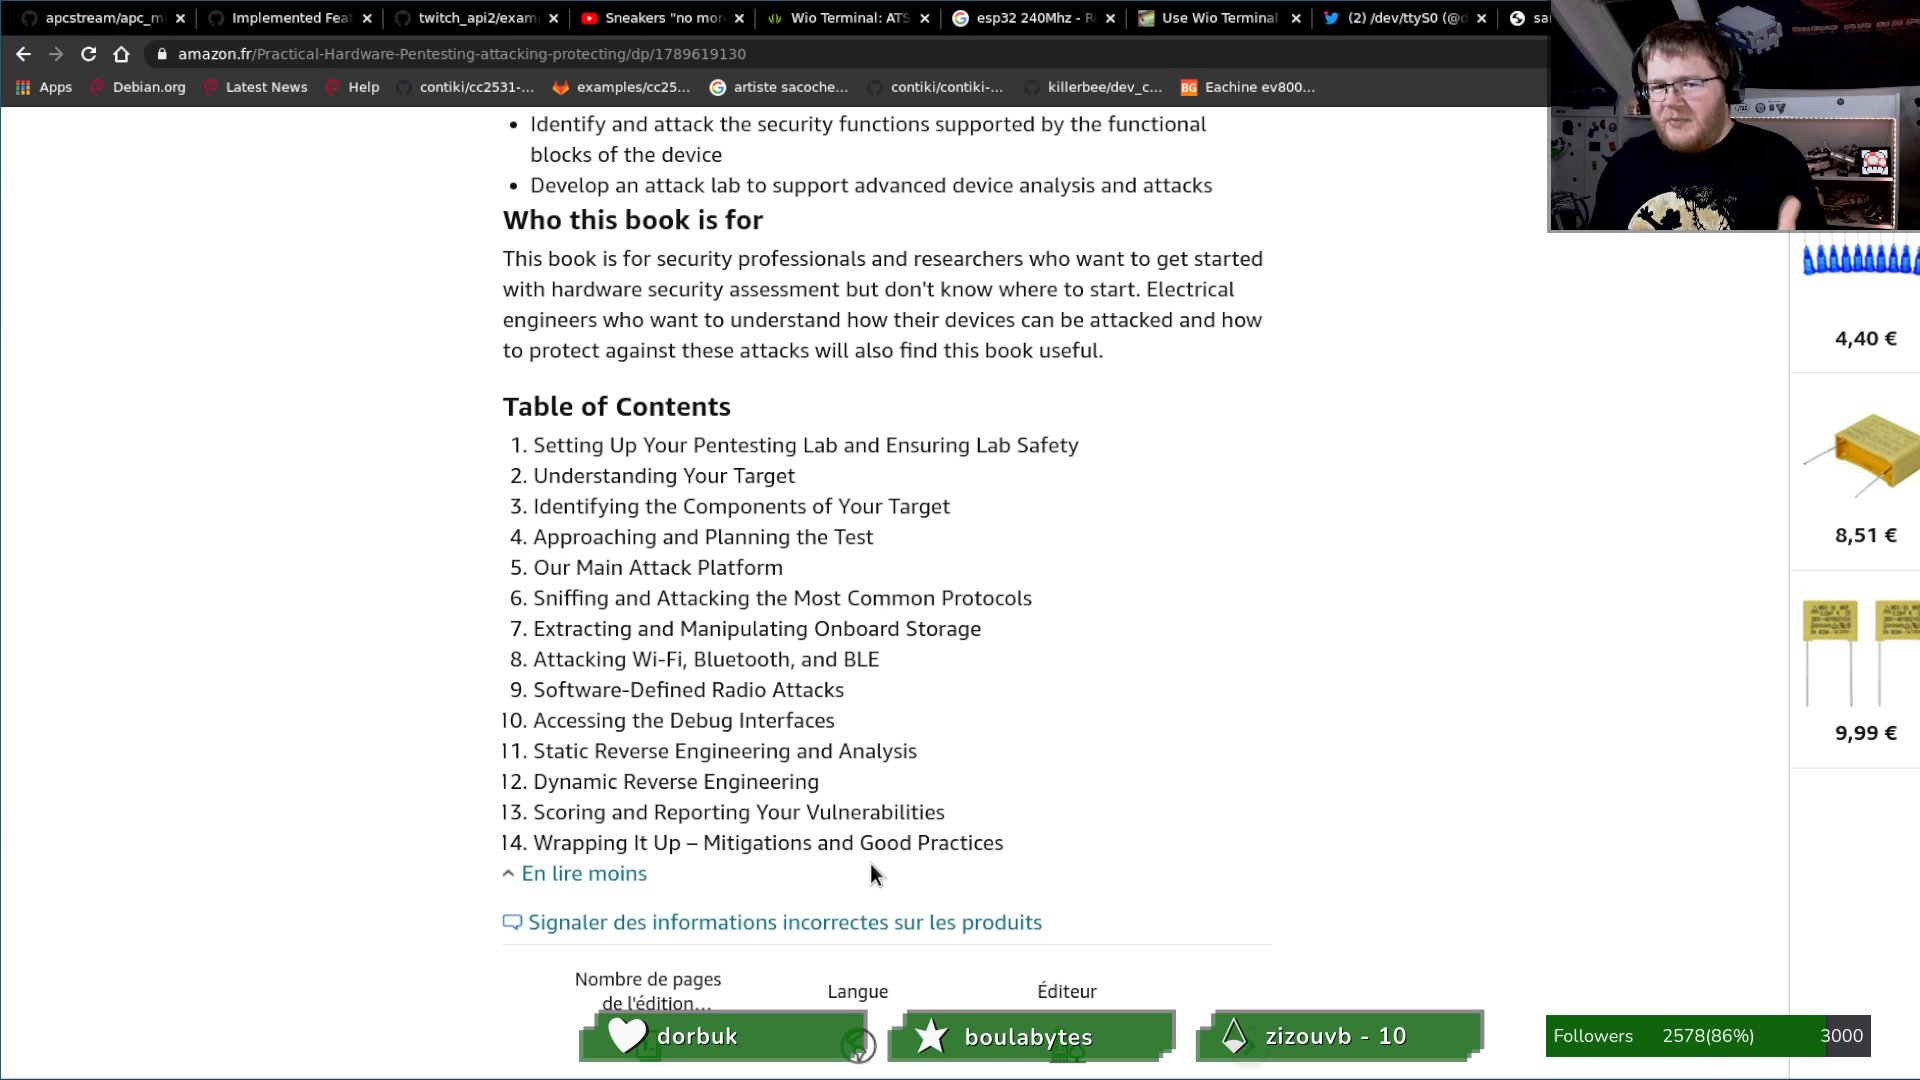 apcstream/apc_mi
Implemented Feat
twitch_api2/examp
Sneakers "no mor
Wio Terminal: ATS
esp32 240Mhz - R
Use Wio Terminal
(2) /dev/ttyS0 (@d
sa
amazon.fr/Practical-Hardware-Pentesting-attacking-protecting/dp/1789619130
Apps
Debian.org
Latest News
Help
contiki/cc2531-...
examples/cc25...
artiste sacoche...
contiki/contiki-...
killerbee/dev_c...
BG Eachine ev800...
• Identify and attack the security functions supported by the functional
blocks of the device
• Develop an attack lab to support advanced device analysis and attacks
Who this book is for
This book is for security professionals and researchers who want to get started
with hardware security assessment but don't know where to start. Electrical
engineers who want to understand how their devices can be attacked and how
to protect against these attacks will also find this book useful.
Table of Contents
1. Setting Up Your Pentesting Lab and Ensuring Lab Safety
2. Understanding Your Target
3. Identifying the Components of Your Target
4. Approaching and Planning the Test
5. Our Main Attack Platform
6. Sniffing and Attacking the Most Common Protocols
7. Extracting and Manipulating Onboard Storage
8. Attacking Wi-Fi, Bluetooth, and BLE
9. Software-Defined Radio Attacks
10. Accessing the Debug Interfaces
11. Static Reverse Engineering and Analysis
12. Dynamic Reverse Engineering
13. Scoring and Reporting Your Vulnerabilities
14. Wrapping It Up – Mitigations and Good Practices
En lire moins
Signaler des informations incorrectes sur les produits
Nombre de pages
de l'édition...
Langue
Éditeur
4,40 €
8,51 €
9,99 €
dorbuk
boulabytes
zizouvb - 10
Followers 2578(86%) 3000